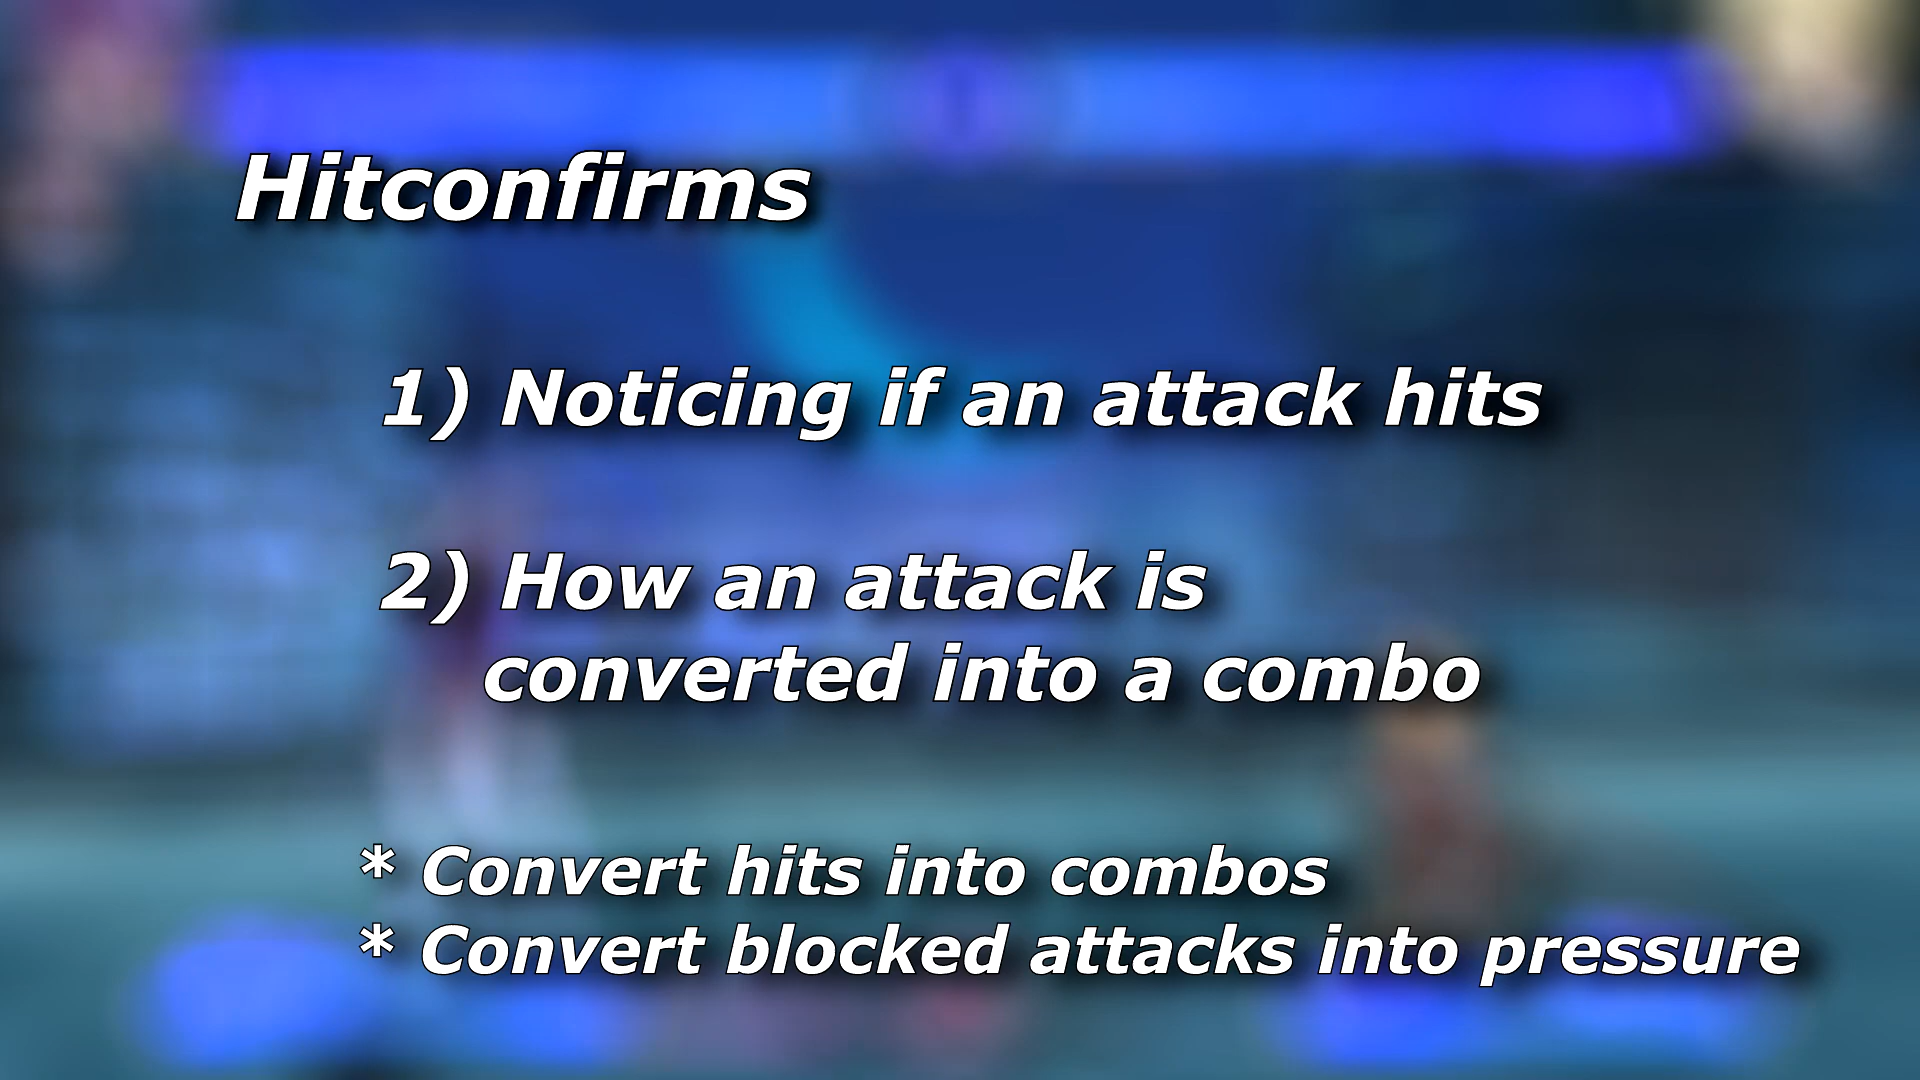 Hitconfirms
1) Noticing if an attack hits
2) How an attack is
converted into a combo
* Convert hits into combos
* Convert blocked attacks into pressure